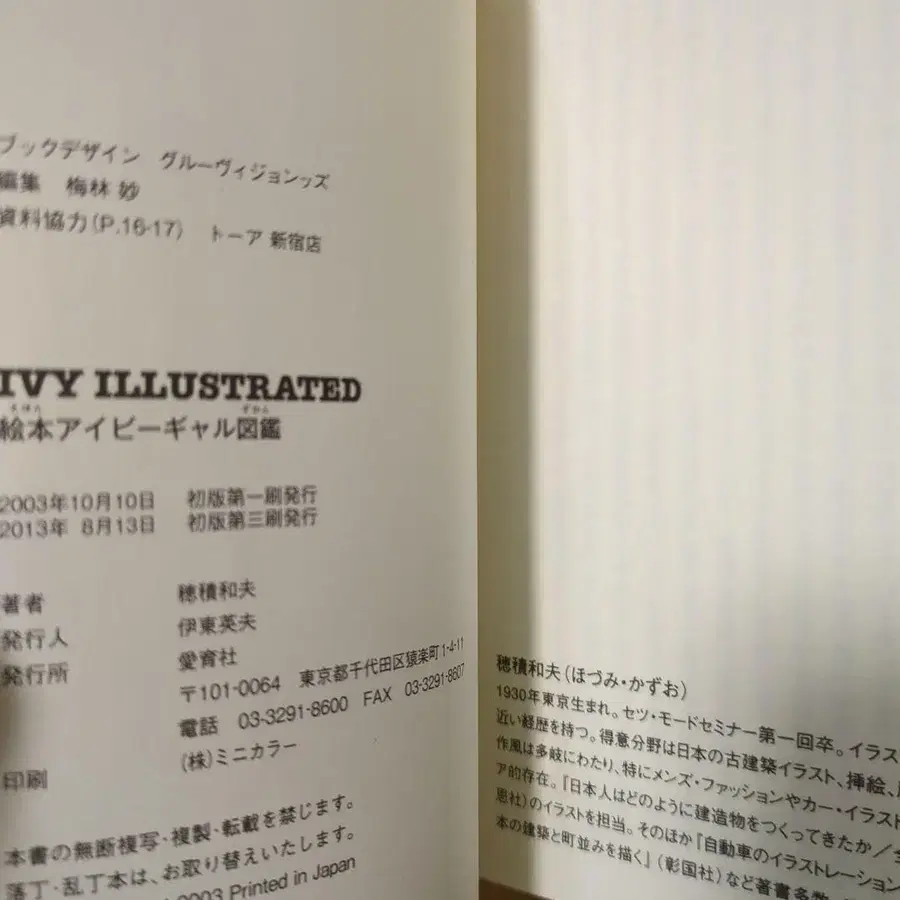 ブックデザイン グルーヴィジョンッズ
編集 梅林 妙
資料協力(P.16-17) トーア 新宿店
IVY ILLUSTRATED
えほん ずかん
絵本アイビーギャル図鑑
2003年10月10日 初版第一刷発行
2013年 8月13日 初版第三刷発行
著者 穂積和夫
発行人 伊東英夫
発行所 愛育社
〒101-0064 東京都千代田区猿楽町1-4-11
電話 03-3291-8600 FAX 03-3291-8607
印刷 (株)ミニカラー
本書の無断複写・複製・転載を禁じます。
落丁・乱丁本は、お取り替えいたします。
2003 Printed in Japan
穂積和夫(ほづみ・かずお)
1930年東京生まれ。セツ・モードセミナー第一回卒。イラス
近い経歴を持つ。得意分野は日本の古建築イラスト、挿絵、
作風は多岐にわたり、特にメンズ・ファッションやカー・イラスト
ア的存在。『日本人はどのように建造物をつくってきたか/
思社)のイラストを担当。そのほか『自動車のイラストレーション
本の建築と町並みを描く』(彰国社)など著書多数